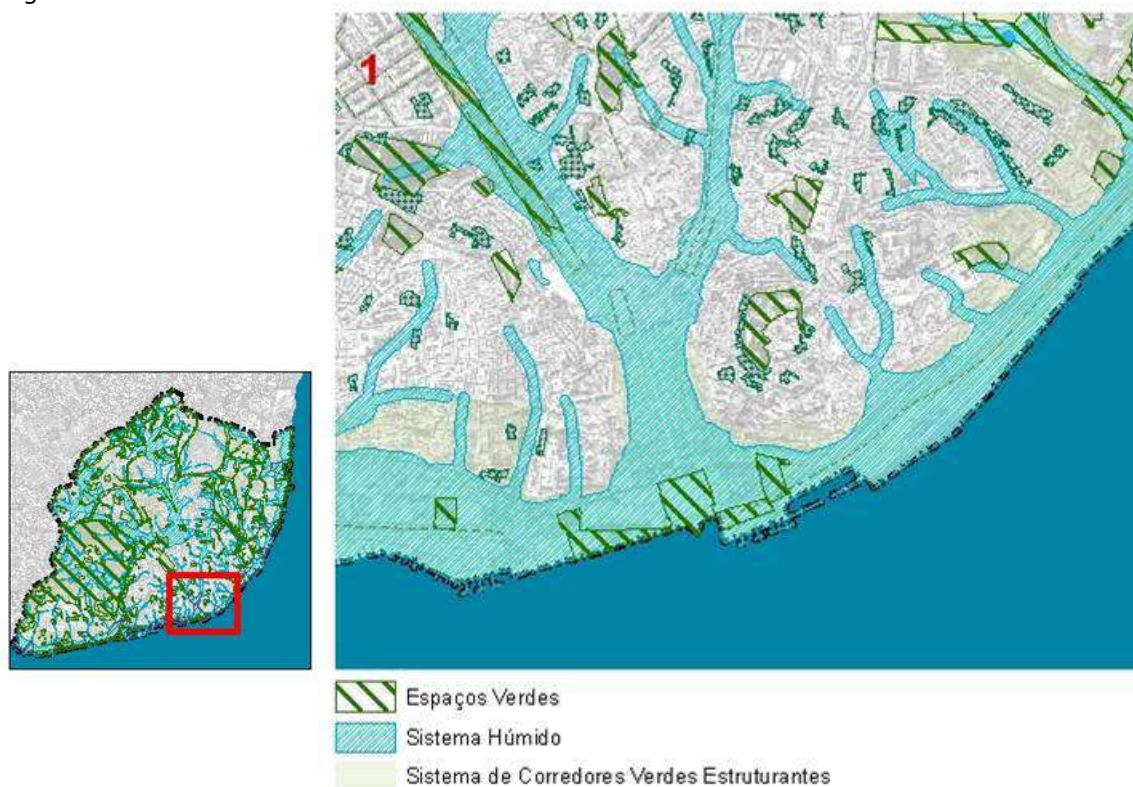 1
Espaços Verdes
Sistema Húmido
Sistema de Corredores Verdes Estruturantes